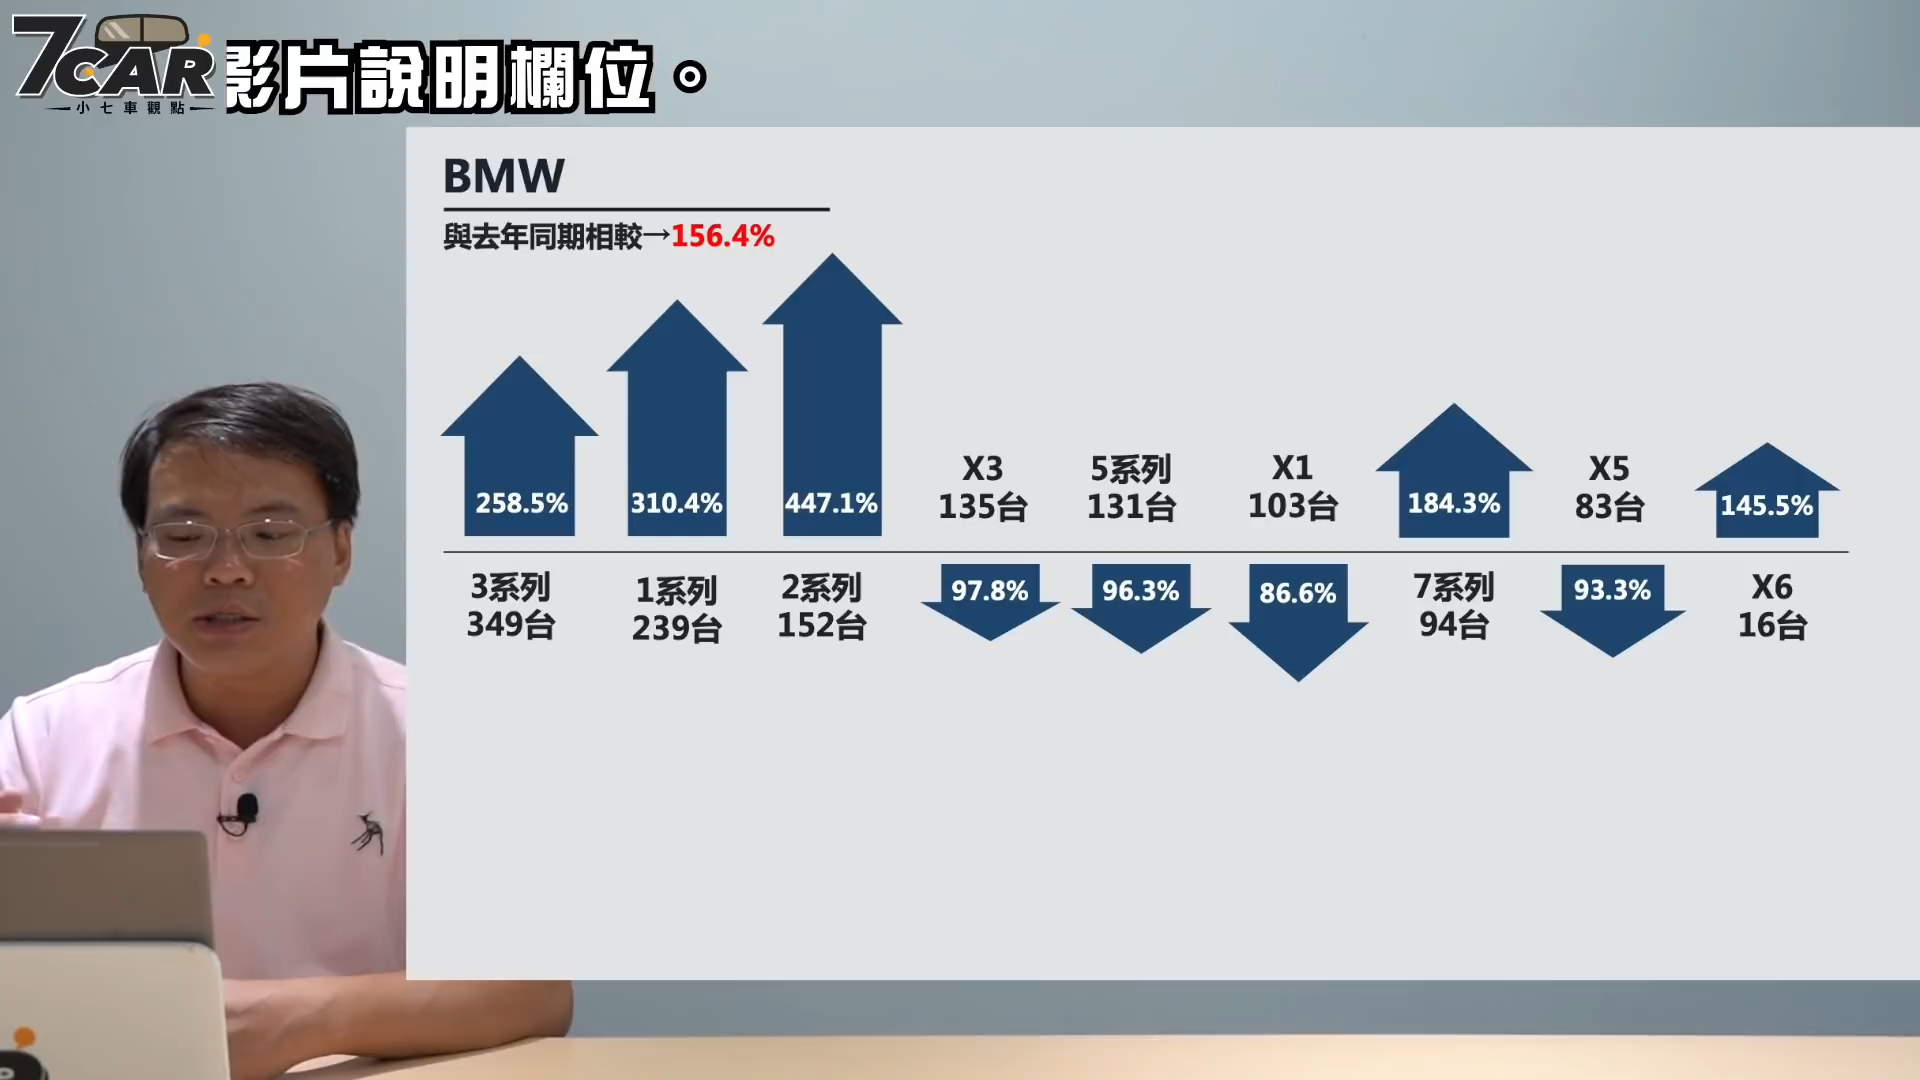 7CAR
小七車觀點
影片說明欄位。
BMW
與去年同期相較→156.4%
258.5%
310.4%
447.1%
X3
135台
5系列
131台
X1
103台
184.3%
X5
83台
145.5%
3系列
349台
1系列
239台
2系列
152台
97.8%
96.3%
86.6%
7系列
94台
93.3%
X6
16台